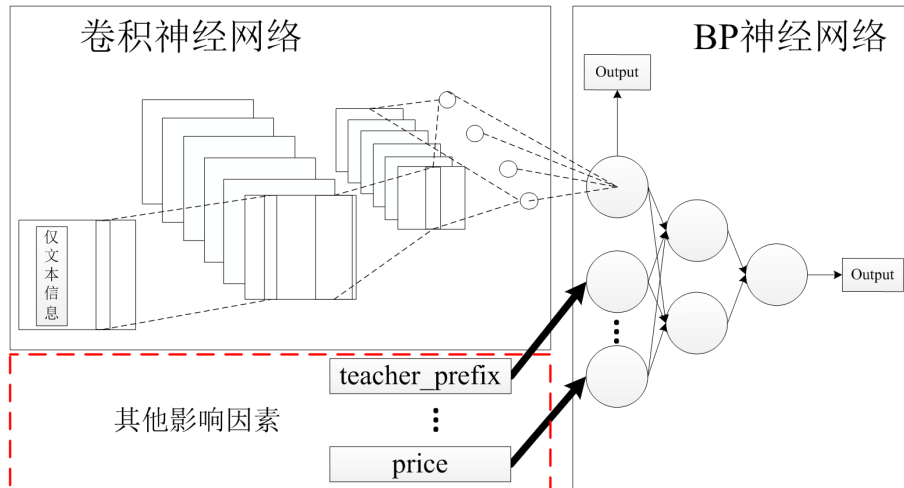 卷积神经网络
BP神经网络
Output
仅文本信息
Output
teacher_prefix
其他影响因素
price